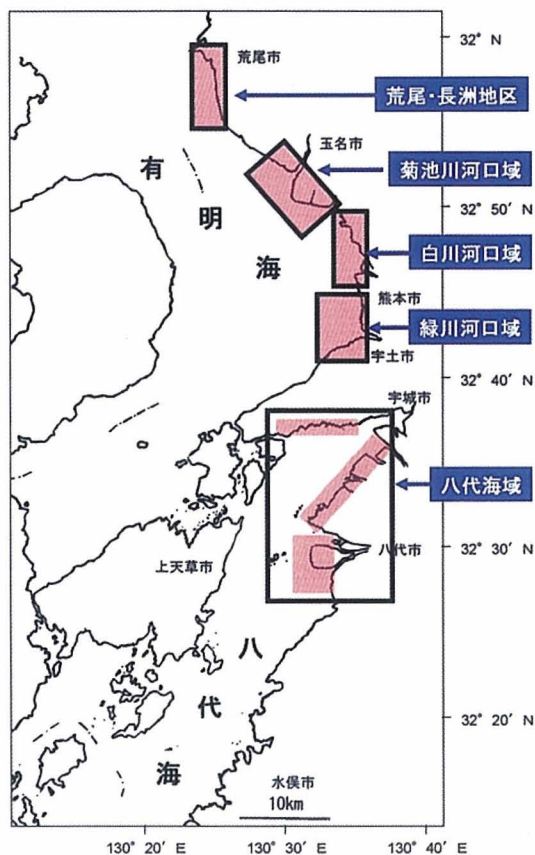 32° N
荒尾市
荒尾・長洲地区
玉名市
菊池川河口域
有明海
32° 50′ N
白川河口域
熊本市
緑川河口域
宇土市
32° 40′ N
宇城市
八代海域
八代市
32° 30′ N
上天草市
八代海
32° 20′ N
水俣市
10km
130° 20′ E
130° 30′ E
130° 40′ E